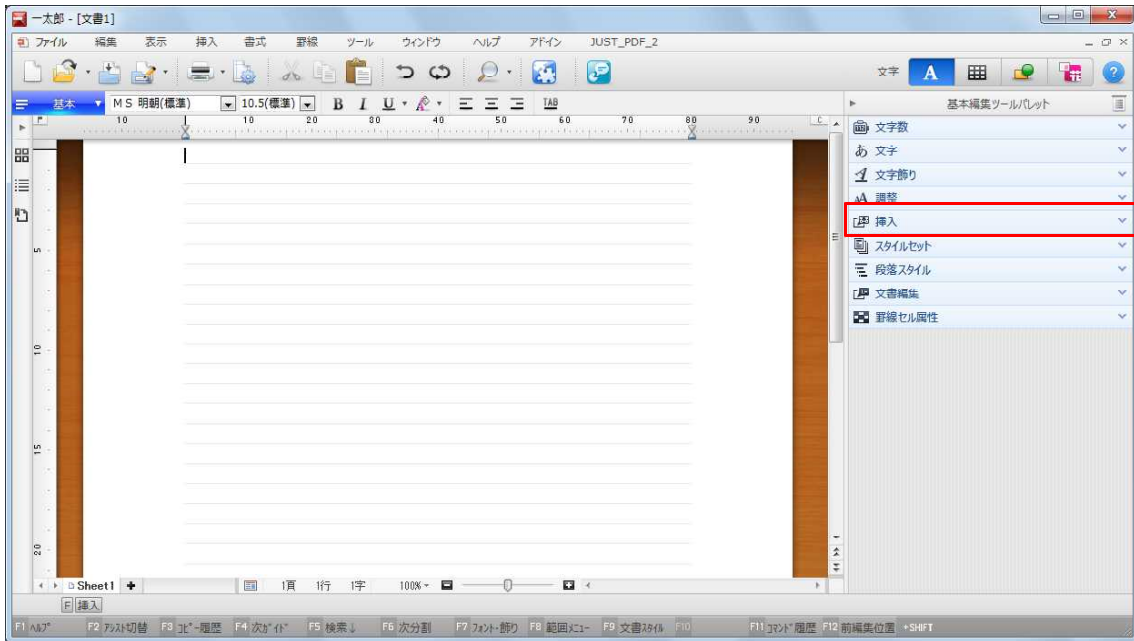 一太郎 - [文書1]
ファイル 編集 表示 挿入 書式 罫線 ツール ウィンドウ ヘルプ アドイン JUST_PDF_2
文字 A ?
基本 MS 明朝(標準) 10.5(標準) B I U TAB
基本編集ツールパレット
10 10 20 30 40 50 60 70 80 90
文字数
あ 文字
文字飾り
調整
挿入
スタイルセット
段落スタイル
文書編集
罫線セル属性
5
10
15
20
Sheet1 1頁 1行 1字 100%
F 挿入
F1 ヘルプ F2 アシスト切替 F3 コピー履歴 F4 次ガイド F5 検索↓ F6 次分割 F7 フォント・飾り F8 範囲メニュー F9 文書スタイル F10 F11 コマンド履歴 F12 前編集位置 +SHIFT